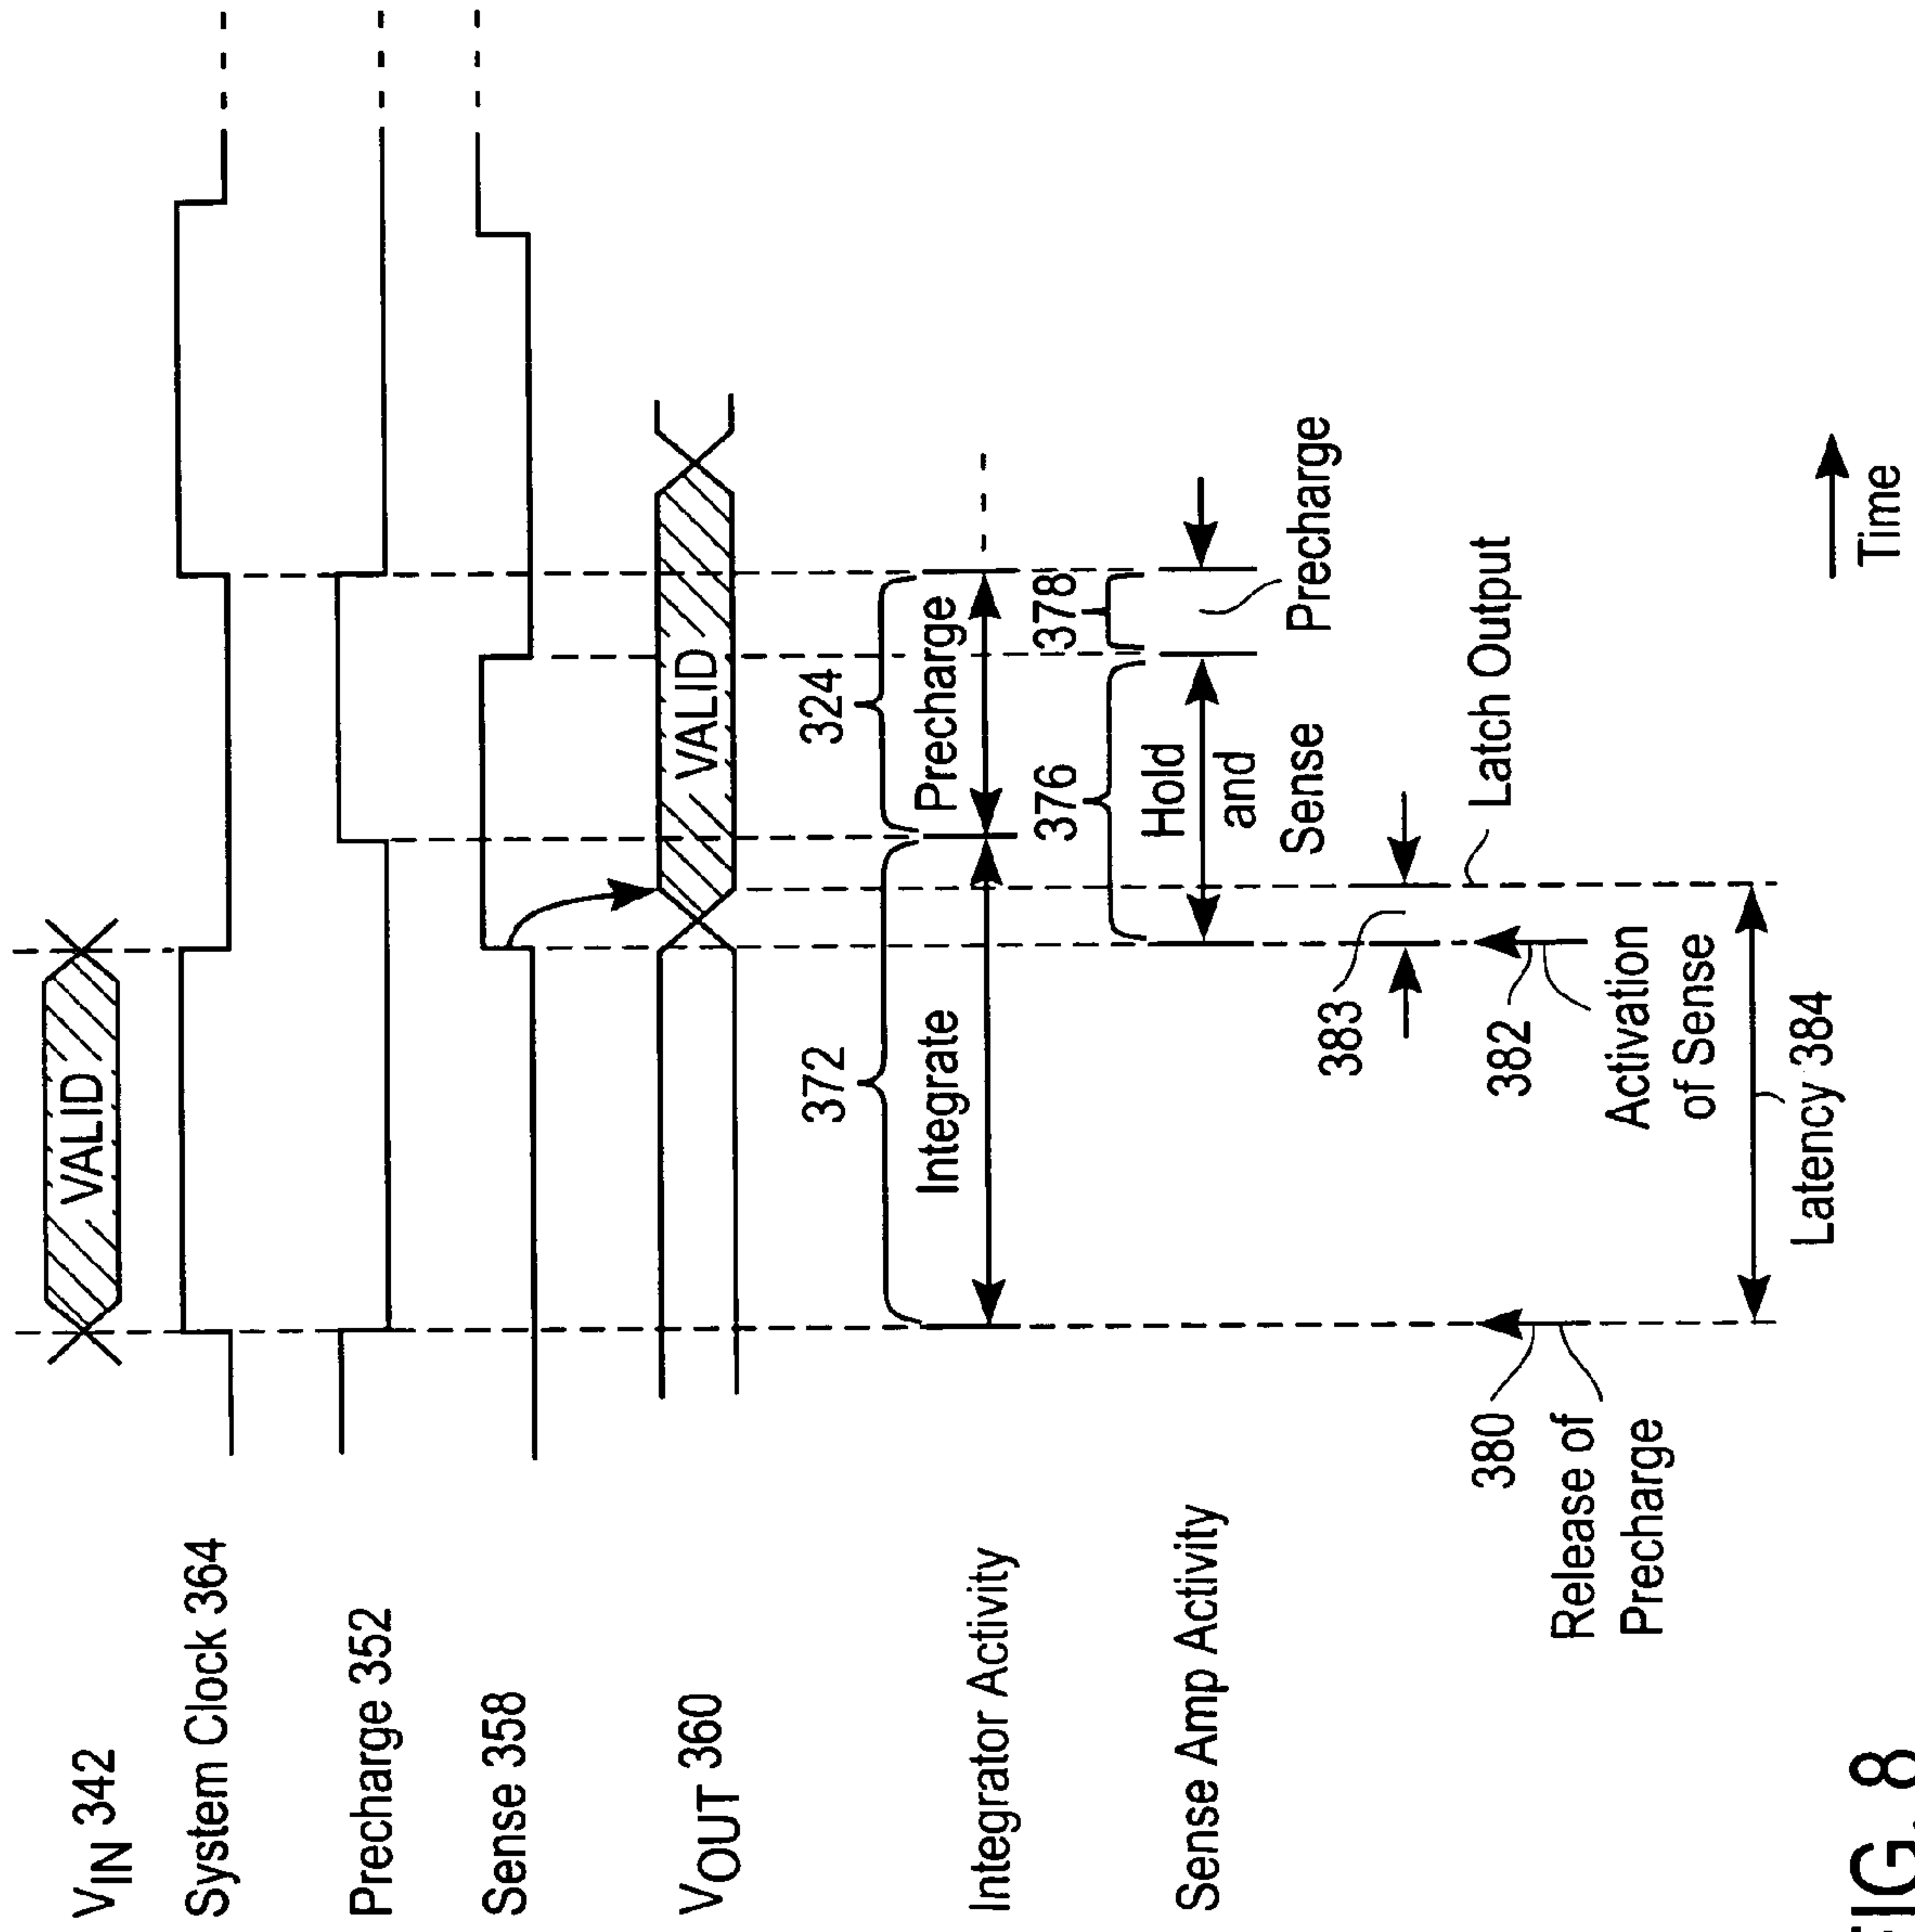 VIN 342
VALID
System Clock 364
Precharge 352
Sense 358
VOUT 360
VALID
372
324
Integrator Activity
Integrate
Precharge
376
378
Sense Amp Activity
Hold
and
Sense
Precharge
383
380
382
Latch Output
Release of
Precharge
Activation
of Sense
Latency 384
Time
FIG. 8